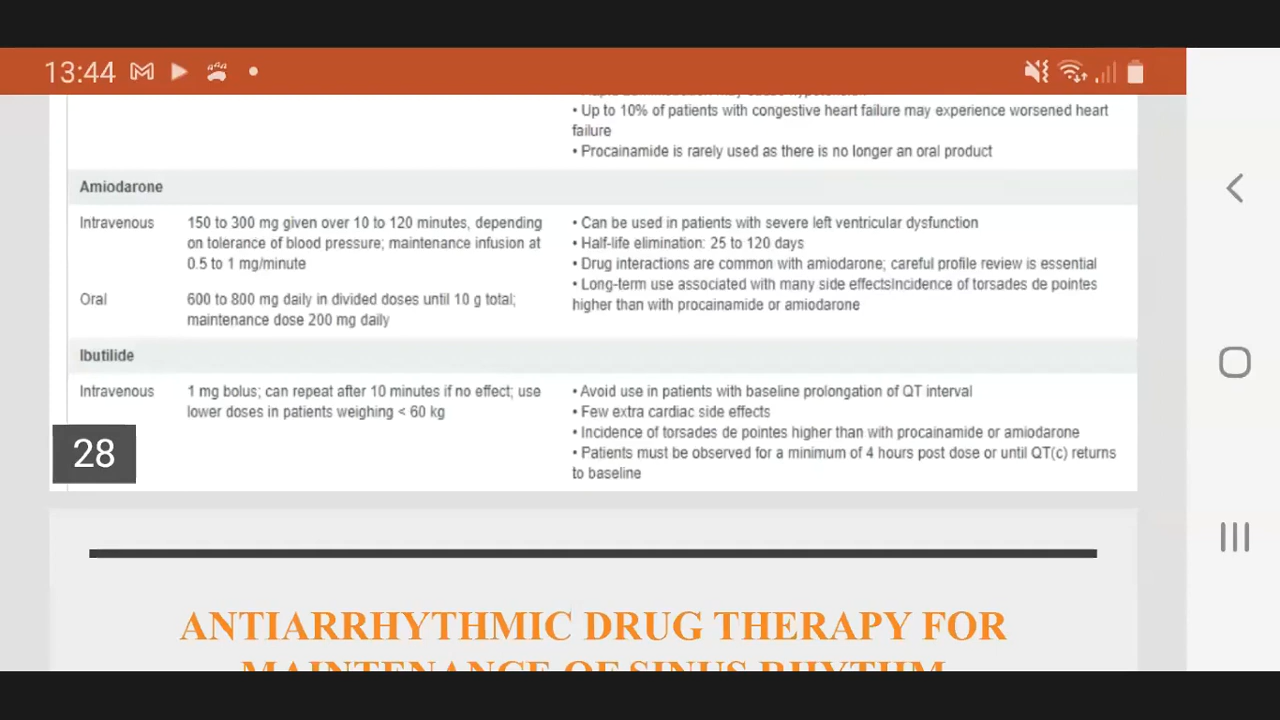 13:44
• Up to 10% of patients with congestive heart failure may experience worsened heart
failure
• Procainamide is rarely used as there is no longer an oral product
Amiodarone
Intravenous
150 to 300 mg given over 10 to 120 minutes, depending
on tolerance of blood pressure; maintenance infusion at
0.5 to 1 mg/minute
• Can be used in patients with severe left ventricular dysfunction
• Half-life elimination: 25 to 120 days
• Drug interactions are common with amiodarone; careful profile review is essential
• Long-term use associated with many side effectsIncidence of torsades de pointes
higher than with procainamide or amiodarone
Oral
600 to 800 mg daily in divided doses until 10 g total;
maintenance dose 200 mg daily
Ibutilide
Intravenous
1 mg bolus; can repeat after 10 minutes if no effect; use
lower doses in patients weighing < 60 kg
• Avoid use in patients with baseline prolongation of QT interval
• Few extra cardiac side effects
• Incidence of torsades de pointes higher than with procainamide or amiodarone
• Patients must be observed for a minimum of 4 hours post dose or until QT(c) returns
to baseline
28
ANTIARRHYTHMIC DRUG THERAPY FOR
MAINTENANCE OF SINUS RHYTHM